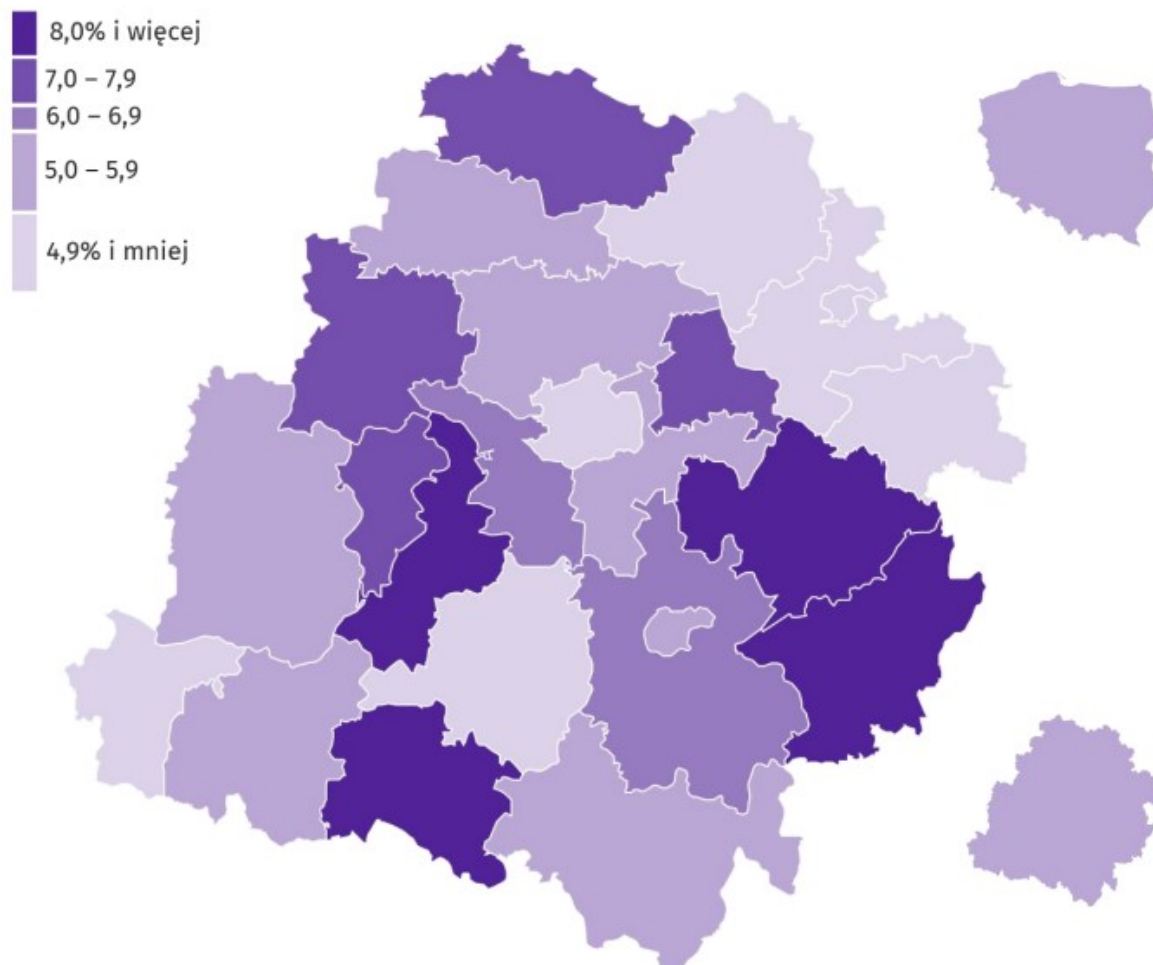 8,0% i więcej
7,0 – 7,9
6,0 – 6,9
5,0 – 5,9
4,9% i mniej